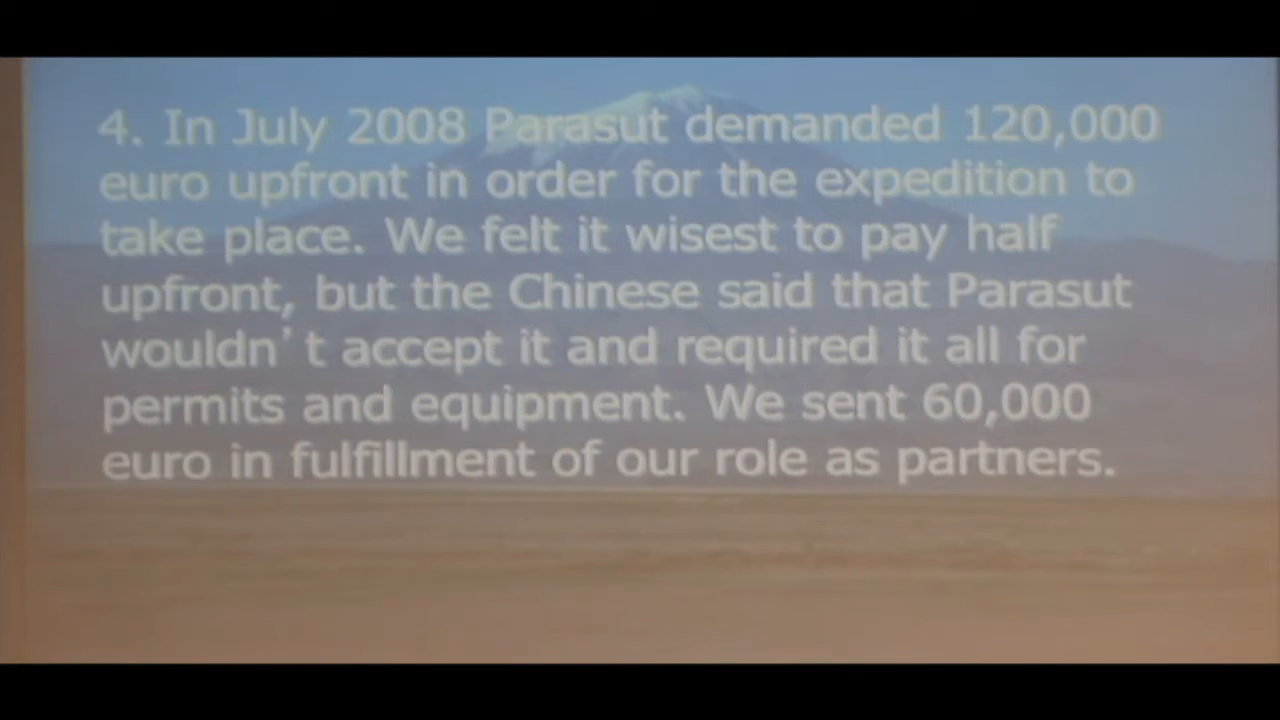 4. In July 2008 Parasut demanded 120,000
euro upfront in order for the expedition to
take place. We felt it wisest to pay half
upfront, but the Chinese said that Parasut
wouldn't accept it and required it all for
permits and equipment. We sent 60,000
euro in fulfillment of our role as partners.